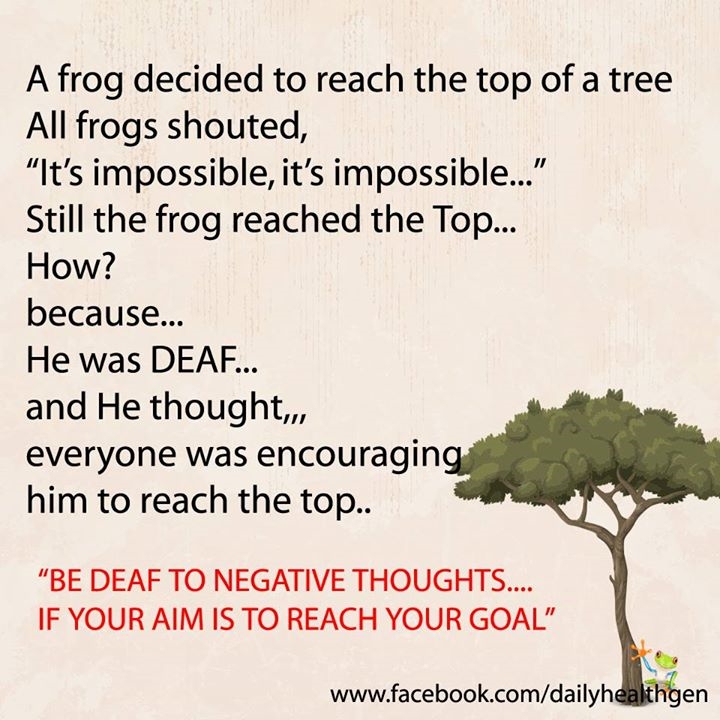 A frog decided to reach the top of a tree
All frogs shouted,
“It’s impossible, it’s impossible...”
Still the frog reached the Top...
How?
because...
He was DEAF...
and He thought,,,
everyone was encouraging
him to reach the top..
“BE DEAF TO NEGATIVE THOUGHTS....
IF YOUR AIM IS TO REACH YOUR GOAL”
www.facebook.com/dailyhealthgen